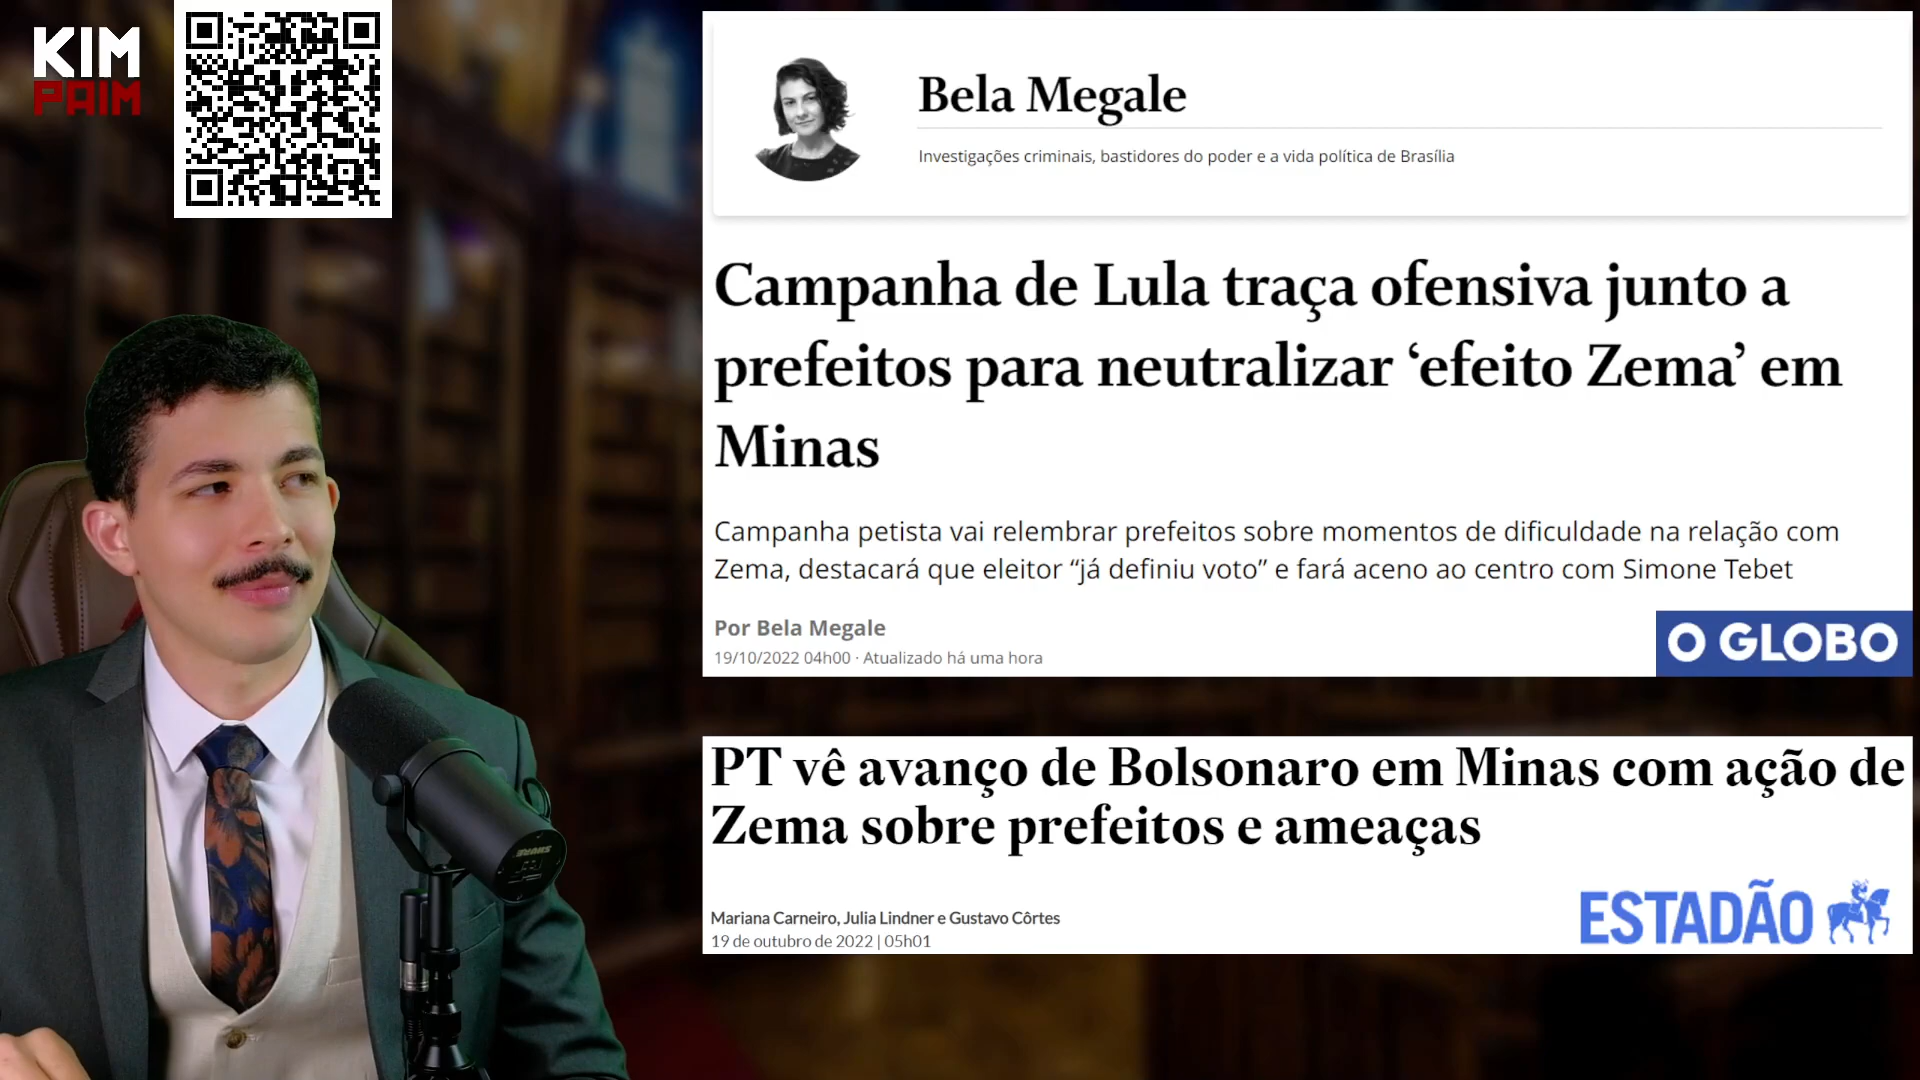 KIM
PAIM
Bela Megale
Investigações criminais, bastidores do poder e a vida política de Brasília
Campanha de Lula traça ofensiva junto a
prefeitos para neutralizar ‘efeito Zema’ em
Minas
Campanha petista vai relembrar prefeitos sobre momentos de dificuldade na relação com
Zema, destacará que eleitor “já definiu voto” e fará aceno ao centro com Simone Tebet
Por Bela Megale
19/10/2022 04h00 · Atualizado há uma hora
O GLOBO
PT vê avanço de Bolsonaro em Minas com ação de
Zema sobre prefeitos e ameaças
Mariana Carneiro, Julia Lindner e Gustavo Côrtes
19 de outubro de 2022 | 05h01
ESTADÃO
SHURE